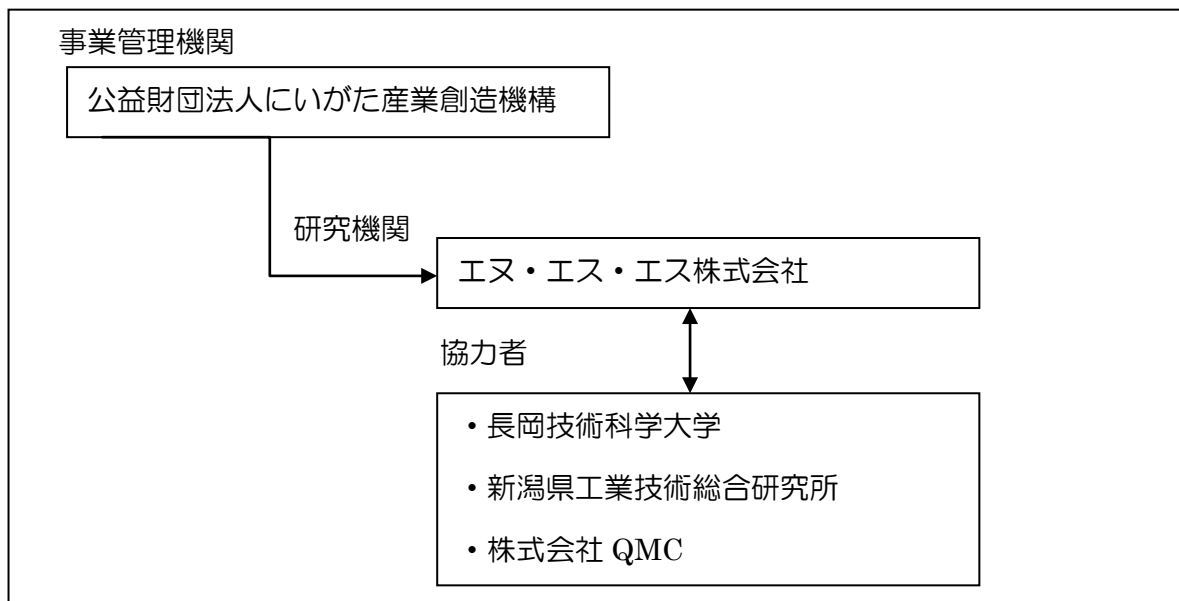 事業管理機関
公益財団法人にいがた産業創造機構
研究機関
エヌ・エス・エス株式会社
協力者
・長岡技術科学大学
・新潟県工業技術総合研究所
・株式会社 QMC